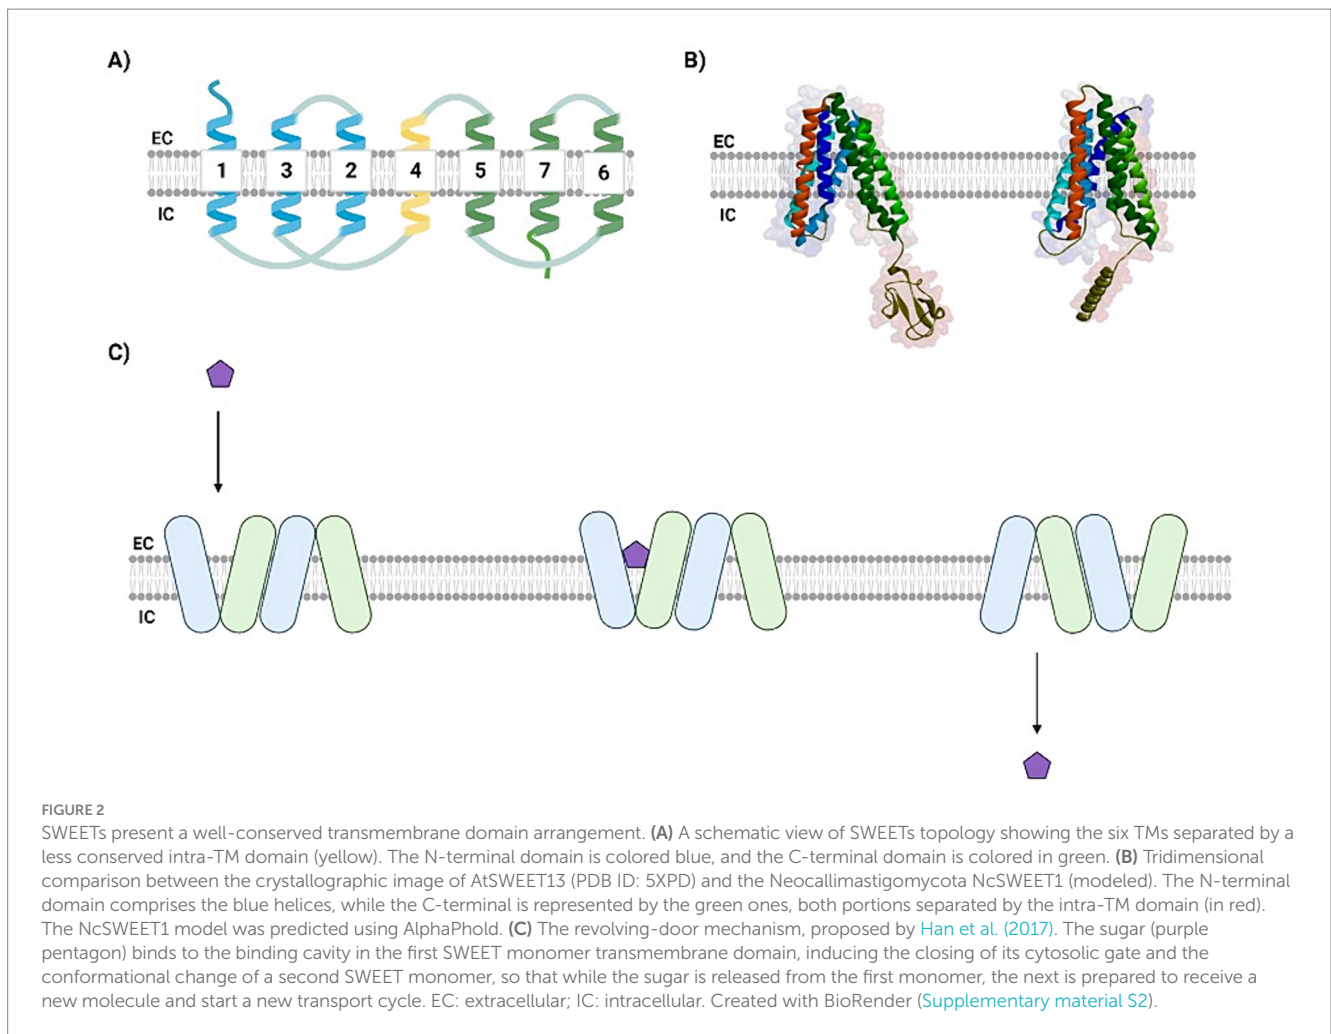 A)
B)
EC
1
3
2
4
5
7
6
IC
EC
IC
C)
EC
IC
FIGURE 2
SWEETs present a well-conserved transmembrane domain arrangement. (A) A schematic view of SWEETs topology showing the six TMs separated by a
less conserved intra-TM domain (yellow). The N-terminal domain is colored blue, and the C-terminal domain is colored in green. (B) Tridimensional
comparison between the crystallographic image of AtSWEET13 (PDB ID: 5XPD) and the Neocallimastigomycota NcSWEET1 (modeled). The N-terminal
domain comprises the blue helices, while the C-terminal is represented by the green ones, both portions separated by the intra-TM domain (in red).
The NcSWEET1 model was predicted using AlphaPhold. (C) The revolving-door mechanism, proposed by Han et al. (2017). The sugar (purple
pentagon) binds to the binding cavity in the first SWEET monomer transmembrane domain, inducing the closing of its cytosolic gate and the
conformational change of a second SWEET monomer, so that while the sugar is released from the first monomer, the next is prepared to receive a
new molecule and start a new transport cycle. EC: extracellular; IC: intracellular. Created with BioRender (Supplementary material S2).